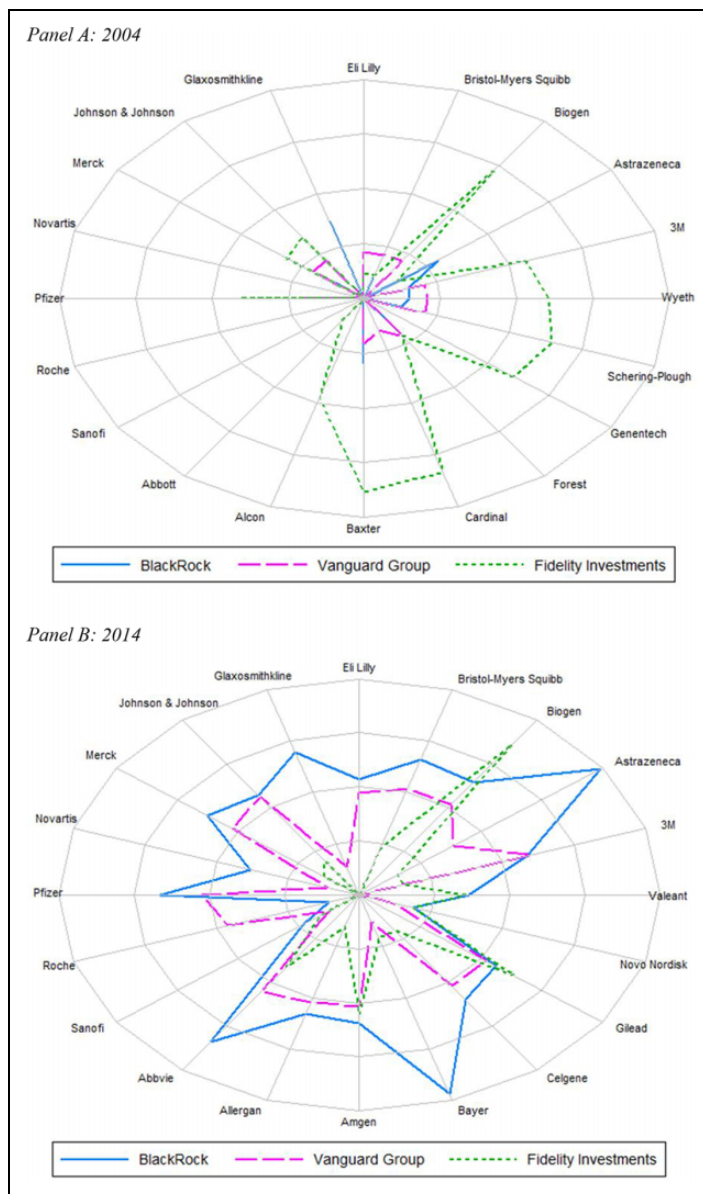 Panel A: 2004
Eli Lilly
Glaxosmithkline
Bristol-Myers Squibb
Johnson & Johnson
Biogen
Merck
Astrazeneca
Novartis
3M
Pfizer
Wyeth
Roche
Schering-Plough
Sanofi
Genentech
Abbott
Forest
Alcon
Cardinal
Baxter
BlackRock Vanguard Group Fidelity Investments
Panel B: 2014
Eli Lilly
Glaxosmithkline
Bristol-Myers Squibb
Johnson & Johnson
Biogen
Merck
Astrazeneca
Novartis
3M
Pfizer
Valeant
Roche
Novo Nordisk
Sanofi
Gilead
Abbvie
Celgene
Allergan
Bayer
Amgen
BlackRock Vanguard Group Fidelity Investments